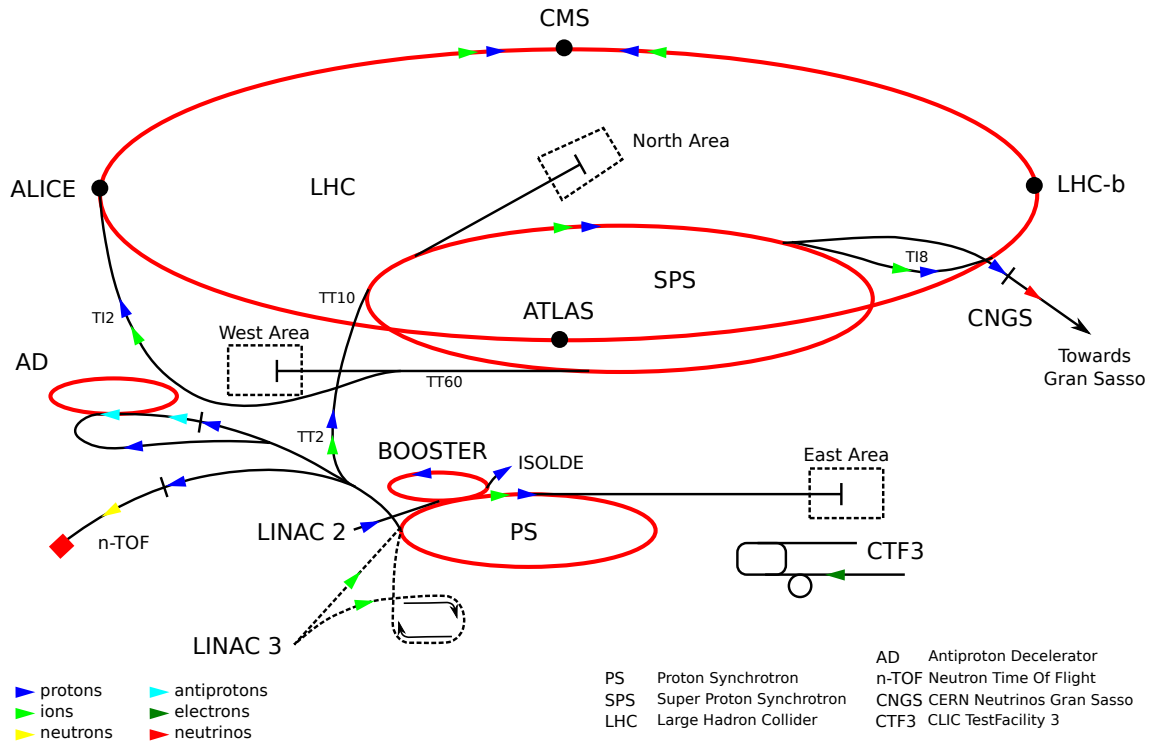 CMS
North Area
ALICE
LHC
LHC-b
SPS
TI8
TT10
ATLAS
CNGS
TI2
West Area
Towards
Gran Sasso
AD
TT60
TT2
BOOSTER
ISOLDE
East Area
LINAC 2
PS
n-TOF
CTF3
LINAC 3
protons
ions
neutrons
antiprotons
electrons
neutrinos
PS Proton Synchrotron
SPS Super Proton Synchrotron
LHC Large Hadron Collider
AD Antiproton Decelerator
n-TOF Neutron Time Of Flight
CNGS CERN Neutrinos Gran Sasso
CTF3 CLIC TestFacility 3